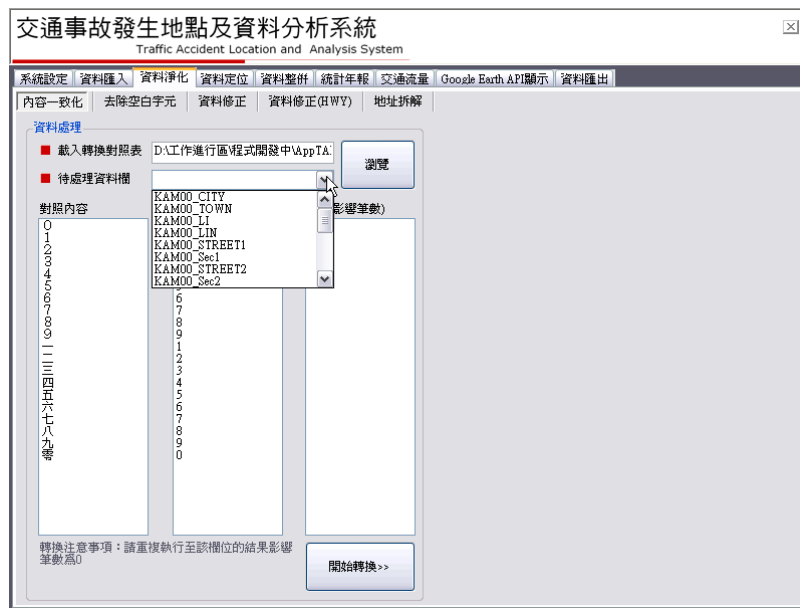 交通事故發生地點及資料分析系統
Traffic Accident Location and Analysis System
系統設定 資料匯入 資料淨化 資料定位 資料整併 統計年報 交通流量 Google Earth API顯示 資料匯出
內容一致化 去除空白字元 資料修正 資料修正(HWY) 地址拆解
資料處理
載入轉換對照表 D:\工作進行區\程式開發中\AppTA 瀏覽
待處理資料欄
KAM00_CITY
KAM00_TOWN
KAM00_LI
KAM00_LIN
KAM00_STREET1
KAM00_Sec1
KAM00_STREET2
KAM00_Sec2
對照內容 影響筆數)
0
1
2
3
4
5
6 6
7 7
8 8
9 9
一 1
二 2
三 3
四 4
五 5
六 6
七 7
八 8
九 9
零 0
轉換注意事項：請重複執行至該欄位的結果影響
筆數為0
開始轉換>>